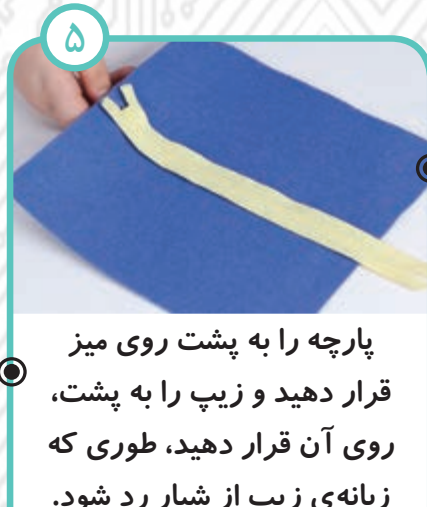 ۵
پارچه را به پشت روی میز
قرار دهید و زیپ را به پشت،
روی آن قرار دهید، طوری که
زبانه‌ی زیپ از شیار رد شود.